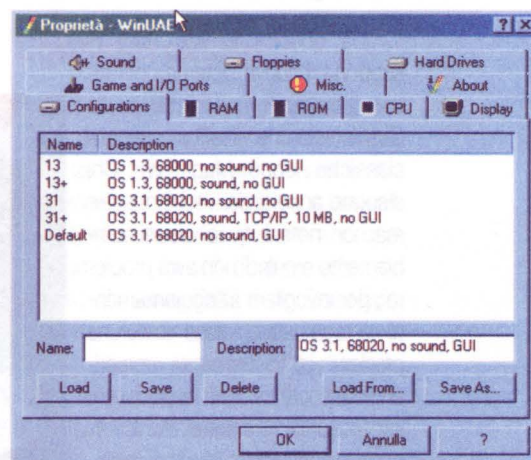 Proprietà - WinUAE
Sound Floppies Hard Drives
Game and I/O Ports Misc. About
Configurations RAM ROM CPU Display
Name Description
13 OS 1.3, 68000, no sound, no GUI
13+ OS 1.3, 68000, sound, no GUI
31 OS 3.1, 68020, no sound, no GUI
31+ OS 3.1, 68020, sound, TCP/IP, 10 MB, no GUI
Default OS 3.1, 68020, no sound, GUI
Name: Description: OS 3.1, 68020, no sound, GUI
Load Save Delete Load From... Save As...
OK Annulla ?